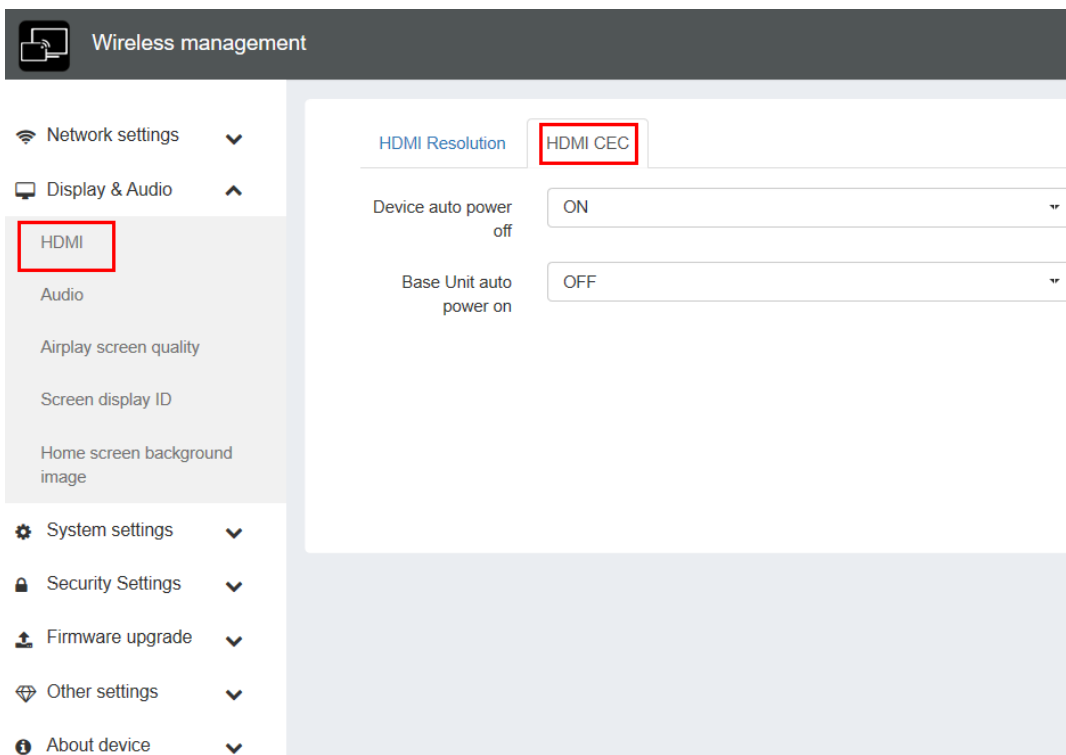 Wireless management
Network settings
Display & Audio
HDMI
Audio
Airplay screen quality
Screen display ID
Home screen background
image
System settings
Security Settings
Firmware upgrade
Other settings
About device
HDMI Resolution
HDMI CEC
Device auto power
off
ON
Base Unit auto
power on
OFF